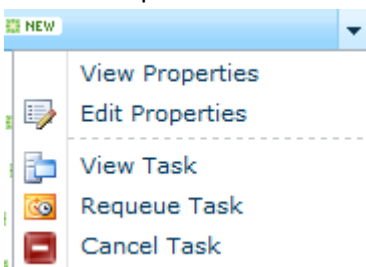 NEW
View Properties
Edit Properties
View Task
Requeue Task
Cancel Task